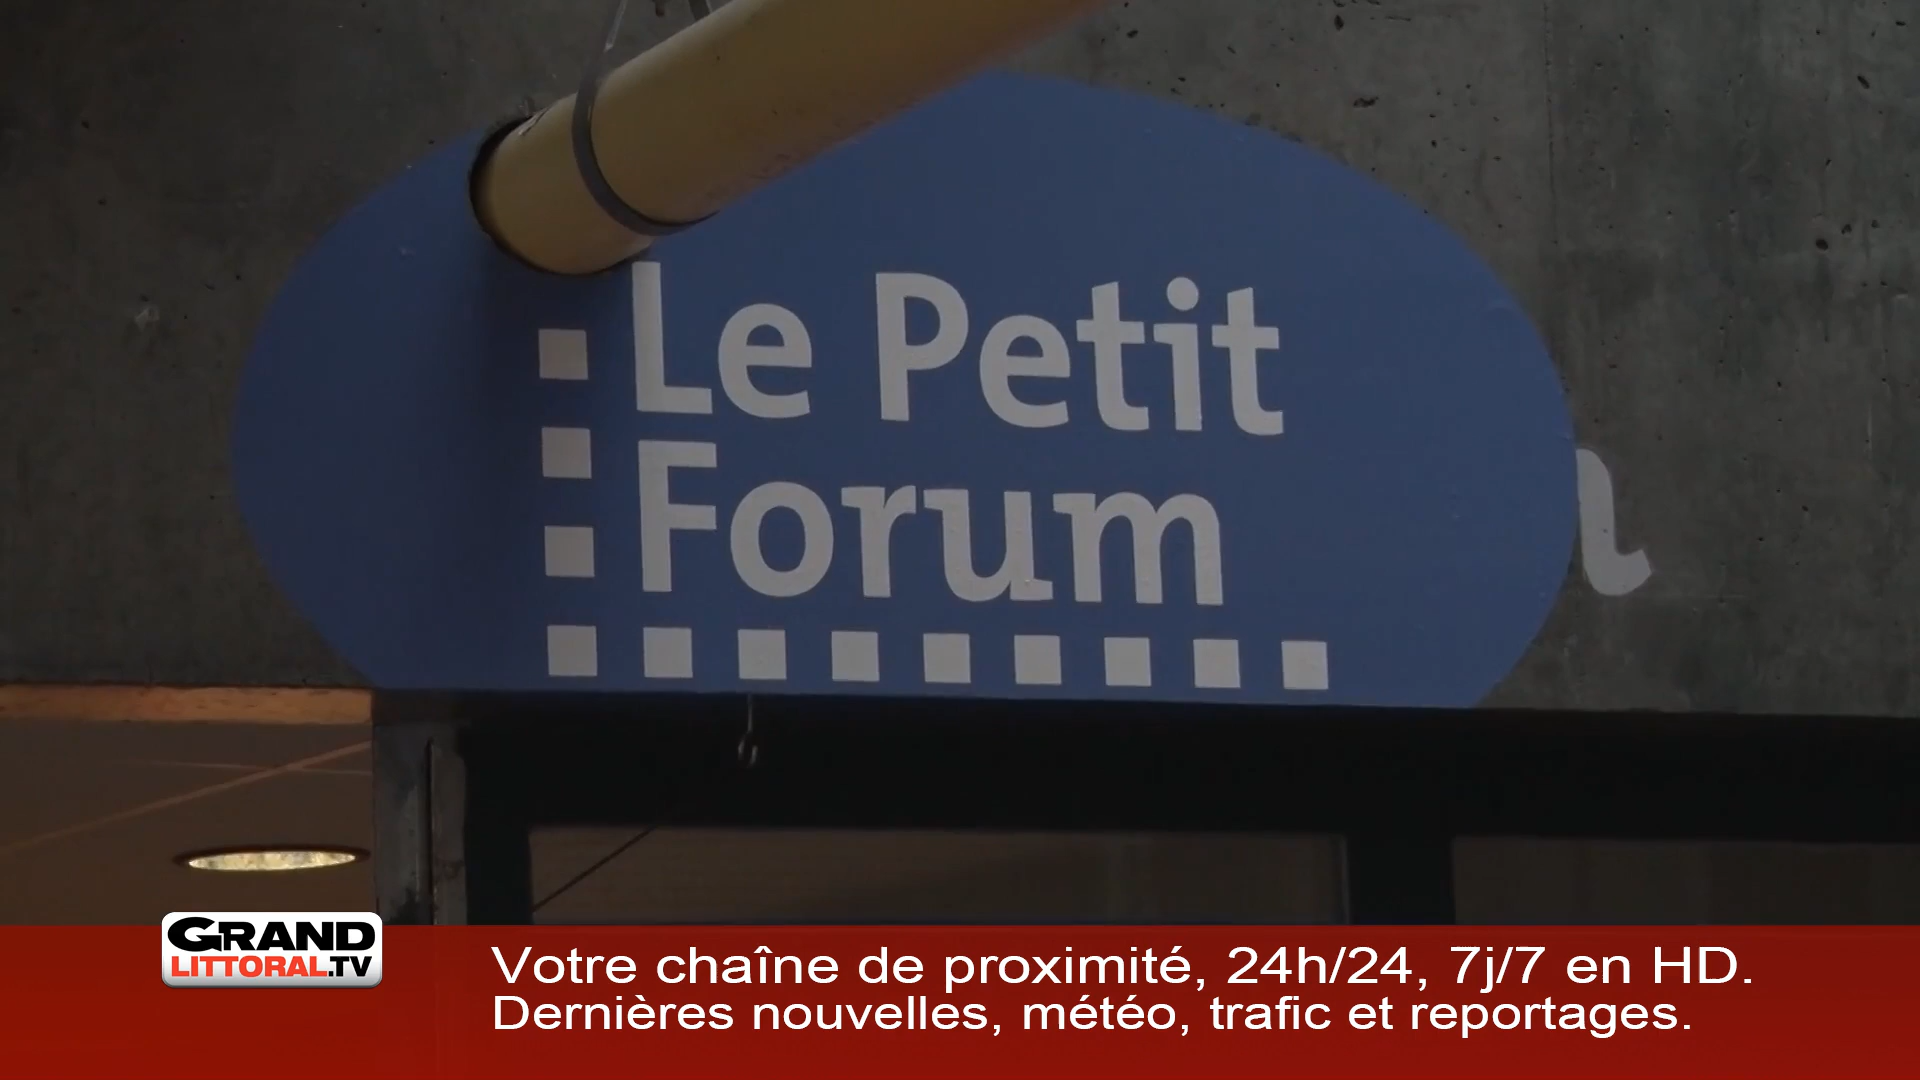 Le Petit
Forum
GRAND
LITTORAL.TV
Votre chaîne de proximité, 24h/24, 7j/7 en HD.
Dernières nouvelles, météo, trafic et reportages.